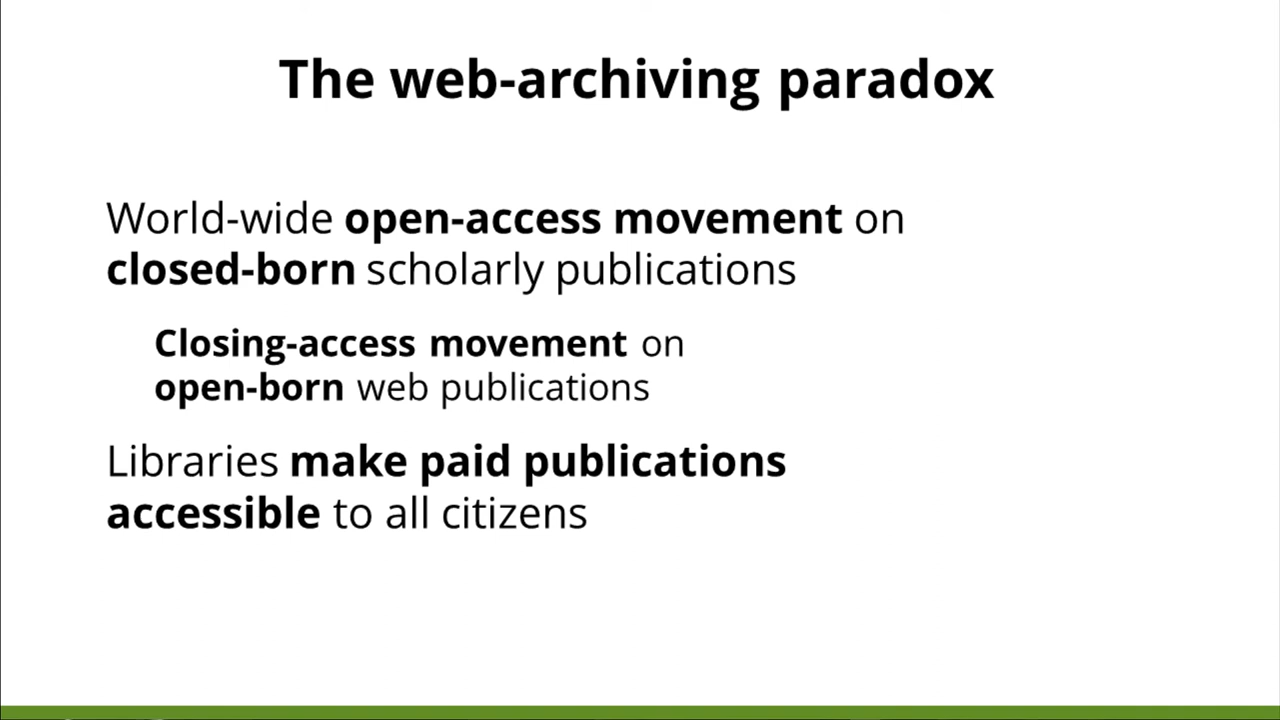 The web-archiving paradox
World-wide open-access movement on
closed-born scholarly publications
Closing-access movement on
open-born web publications
Libraries make paid publications
accessible to all citizens